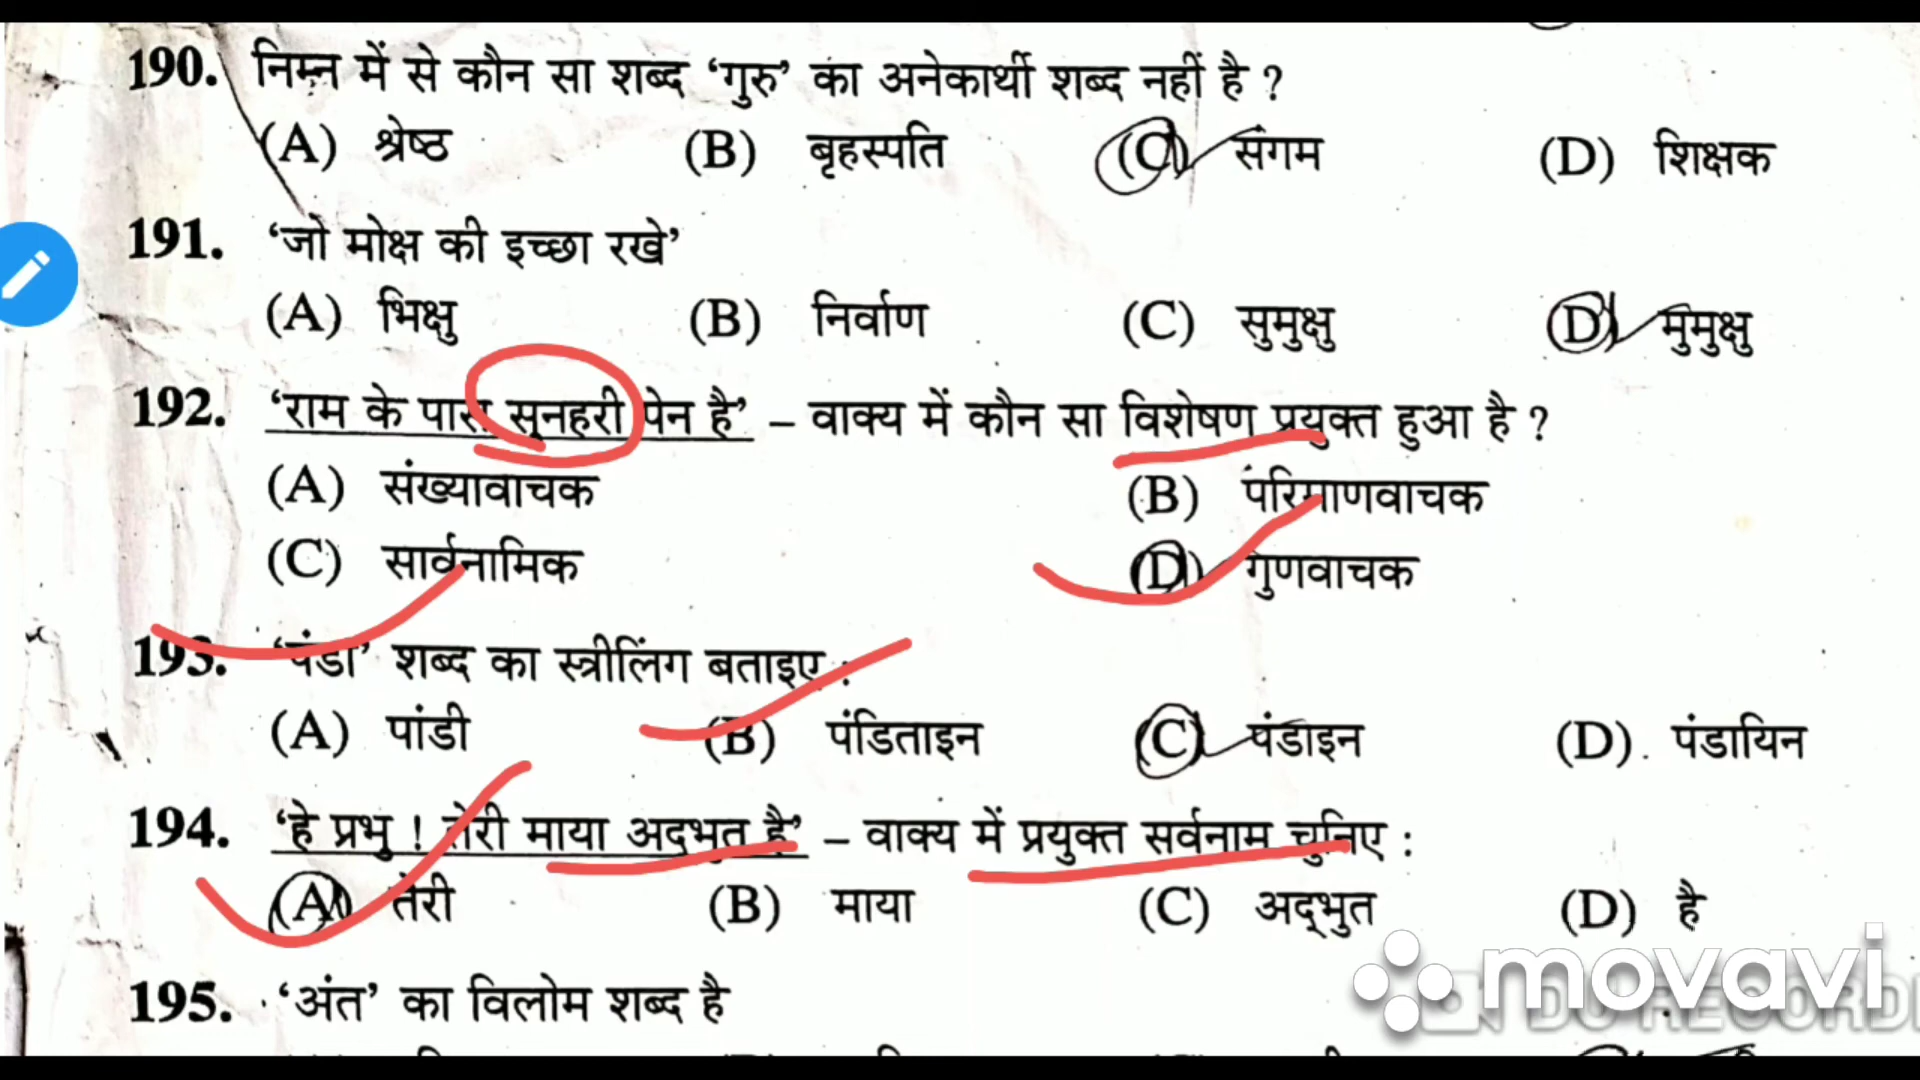 190. निम्न में से कौन सा शब्द ‘गुरु’ का अनेकार्थी शब्द नहीं है ?
(A) श्रेष्ठ (B) बृहस्पति (C) संगम (D) शिक्षक
191. ‘जो मोक्ष की इच्छा रखे’
(A) भिक्षु (B) निर्वाण (C) सुमुक्षु (D) मुमुक्षु
192. ‘राम के पास सुनहरी पेन है’ – वाक्य में कौन सा विशेषण प्रयुक्त हुआ है ?
(A) संख्यावाचक (B) परिमाणवाचक
(C) सार्वनामिक (D) गुणवाचक
193. ‘पंडा’ शब्द का स्त्रीलिंग बताइए :
(A) पांडी (B) पंडिताइन (C) पंडाइन (D) पंडायिन
194. ‘हे प्रभु ! तेरी माया अद्भुत है’ – वाक्य में प्रयुक्त सर्वनाम चुनिए :
(A) तेरी (B) माया (C) अद्भुत (D) है
195. ‘अंत’ का विलोम शब्द है
movavi
DU RECORDE